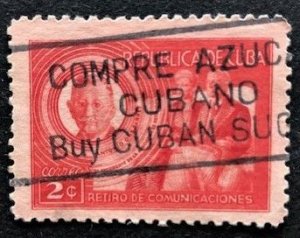 REPUBLICA DE CUBA
COMPRE AZUC
CUBANO
Buy CUBAN SUG
correos
2¢
RETIRO DE COMUNICACIONES